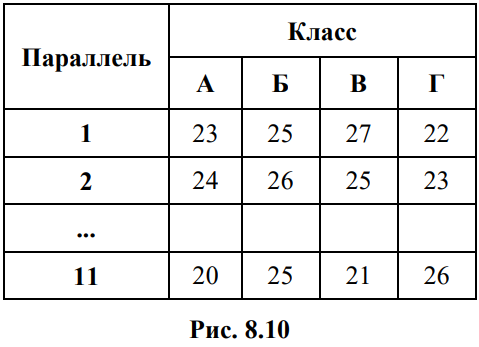 Параллель Класс
А Б В Г
1 23 25 27 22
2 24 26 25 23
...
11 20 25 21 26
Рис. 8.10